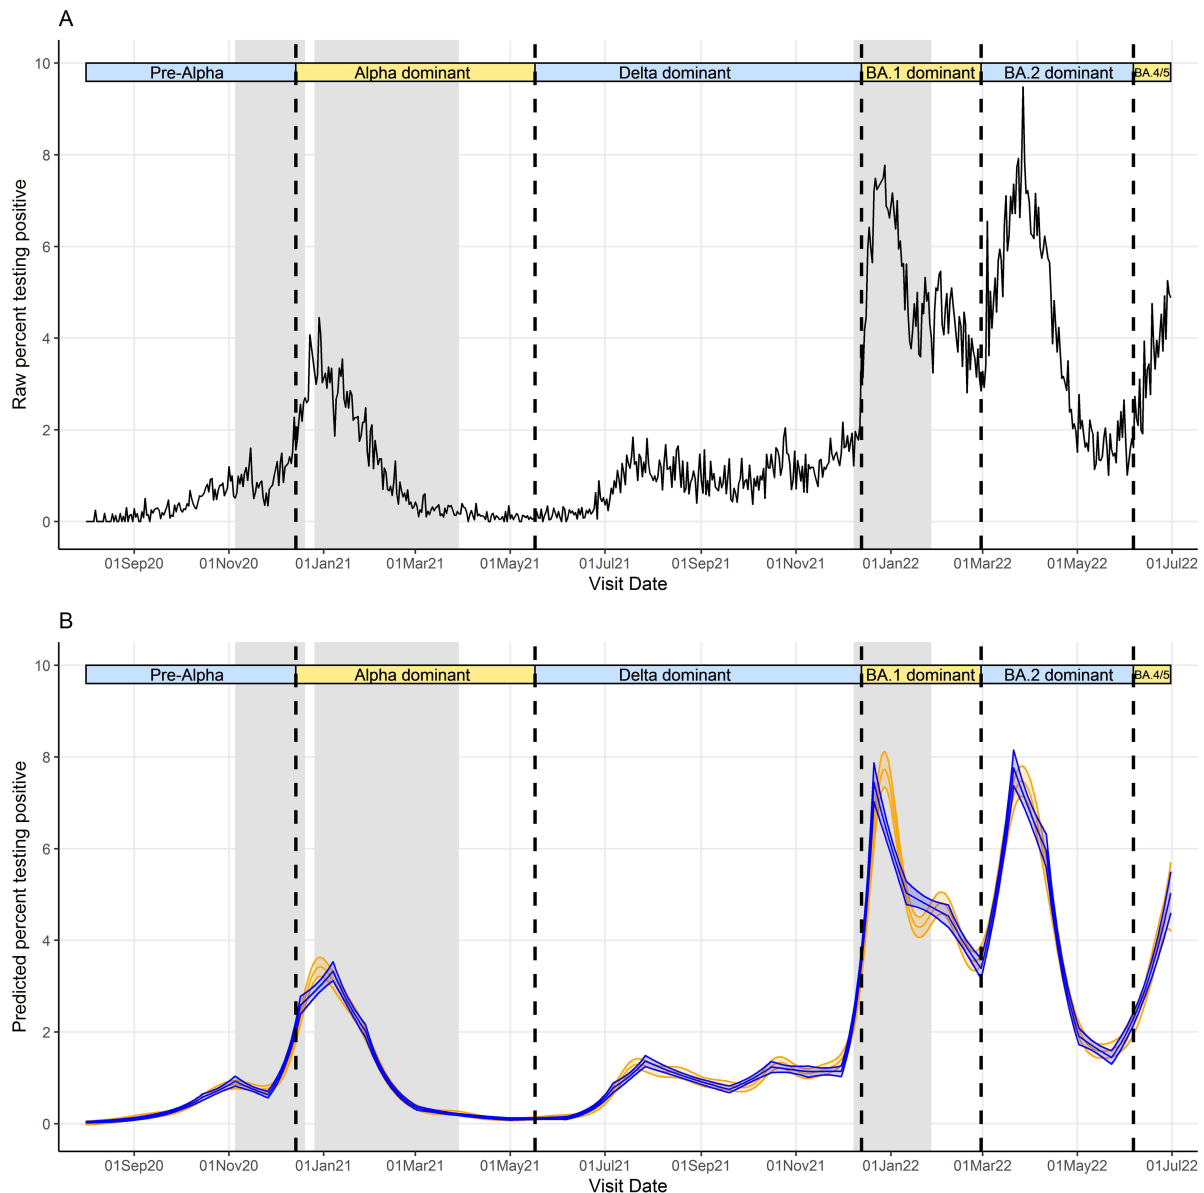 A
Raw percent testing positive
10
8
6
4
2
0
Pre-Alpha Alpha dominant Delta dominant BA.1 dominant BA.2 dominant BA.4/5
01Sep20 01Nov20 01Jan21 01Mar21 01May21 01Jul21 01Sep21 01Nov21 01Jan22 01Mar22 01May22 01Jul22
Visit Date
B
Predicted percent testing positive
10
8
6
4
2
0
Pre-Alpha Alpha dominant Delta dominant BA.1 dominant BA.2 dominant BA.4/5
01Sep20 01Nov20 01Jan21 01Mar21 01May21 01Jul21 01Sep21 01Nov21 01Jan22 01Mar22 01May22 01Jul22
Visit Date